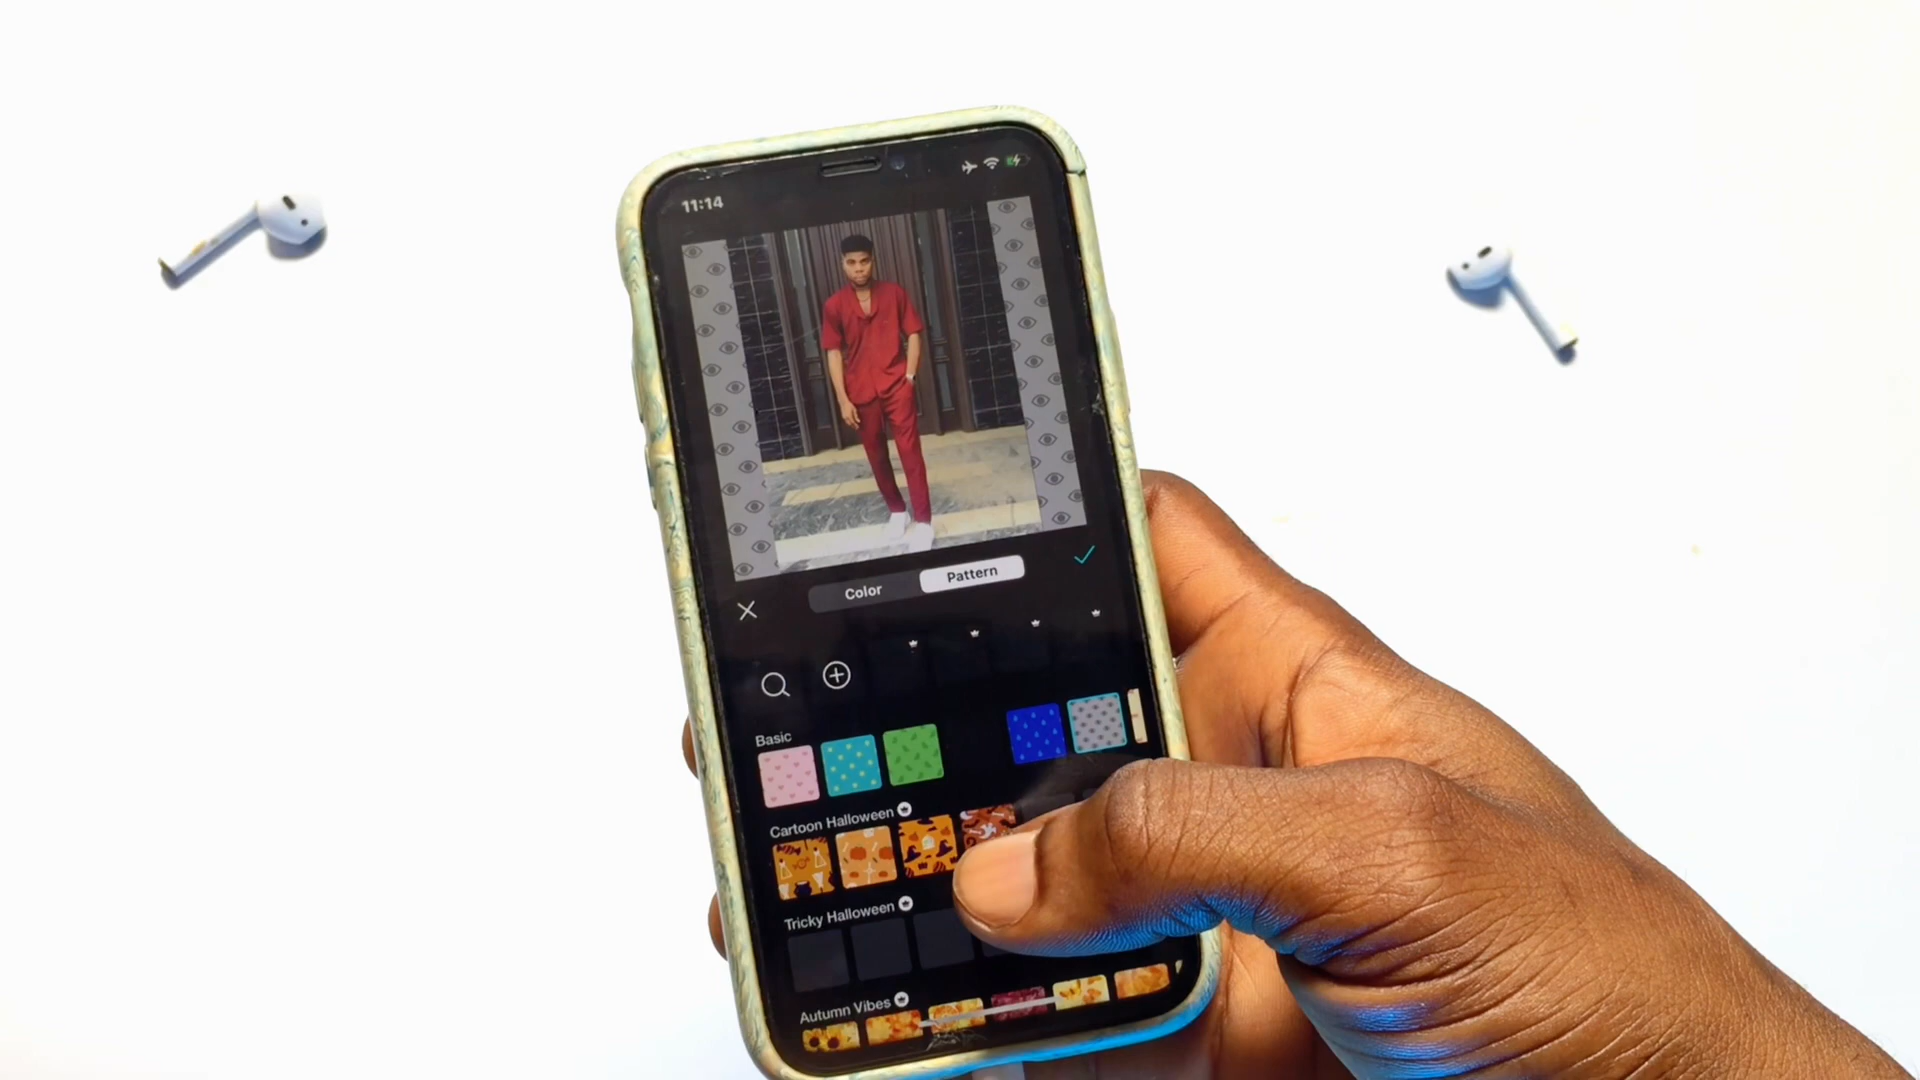 11:14
Color
Pattern
Basic
Cartoon Halloween
Tricky Halloween
Autumn Vibes